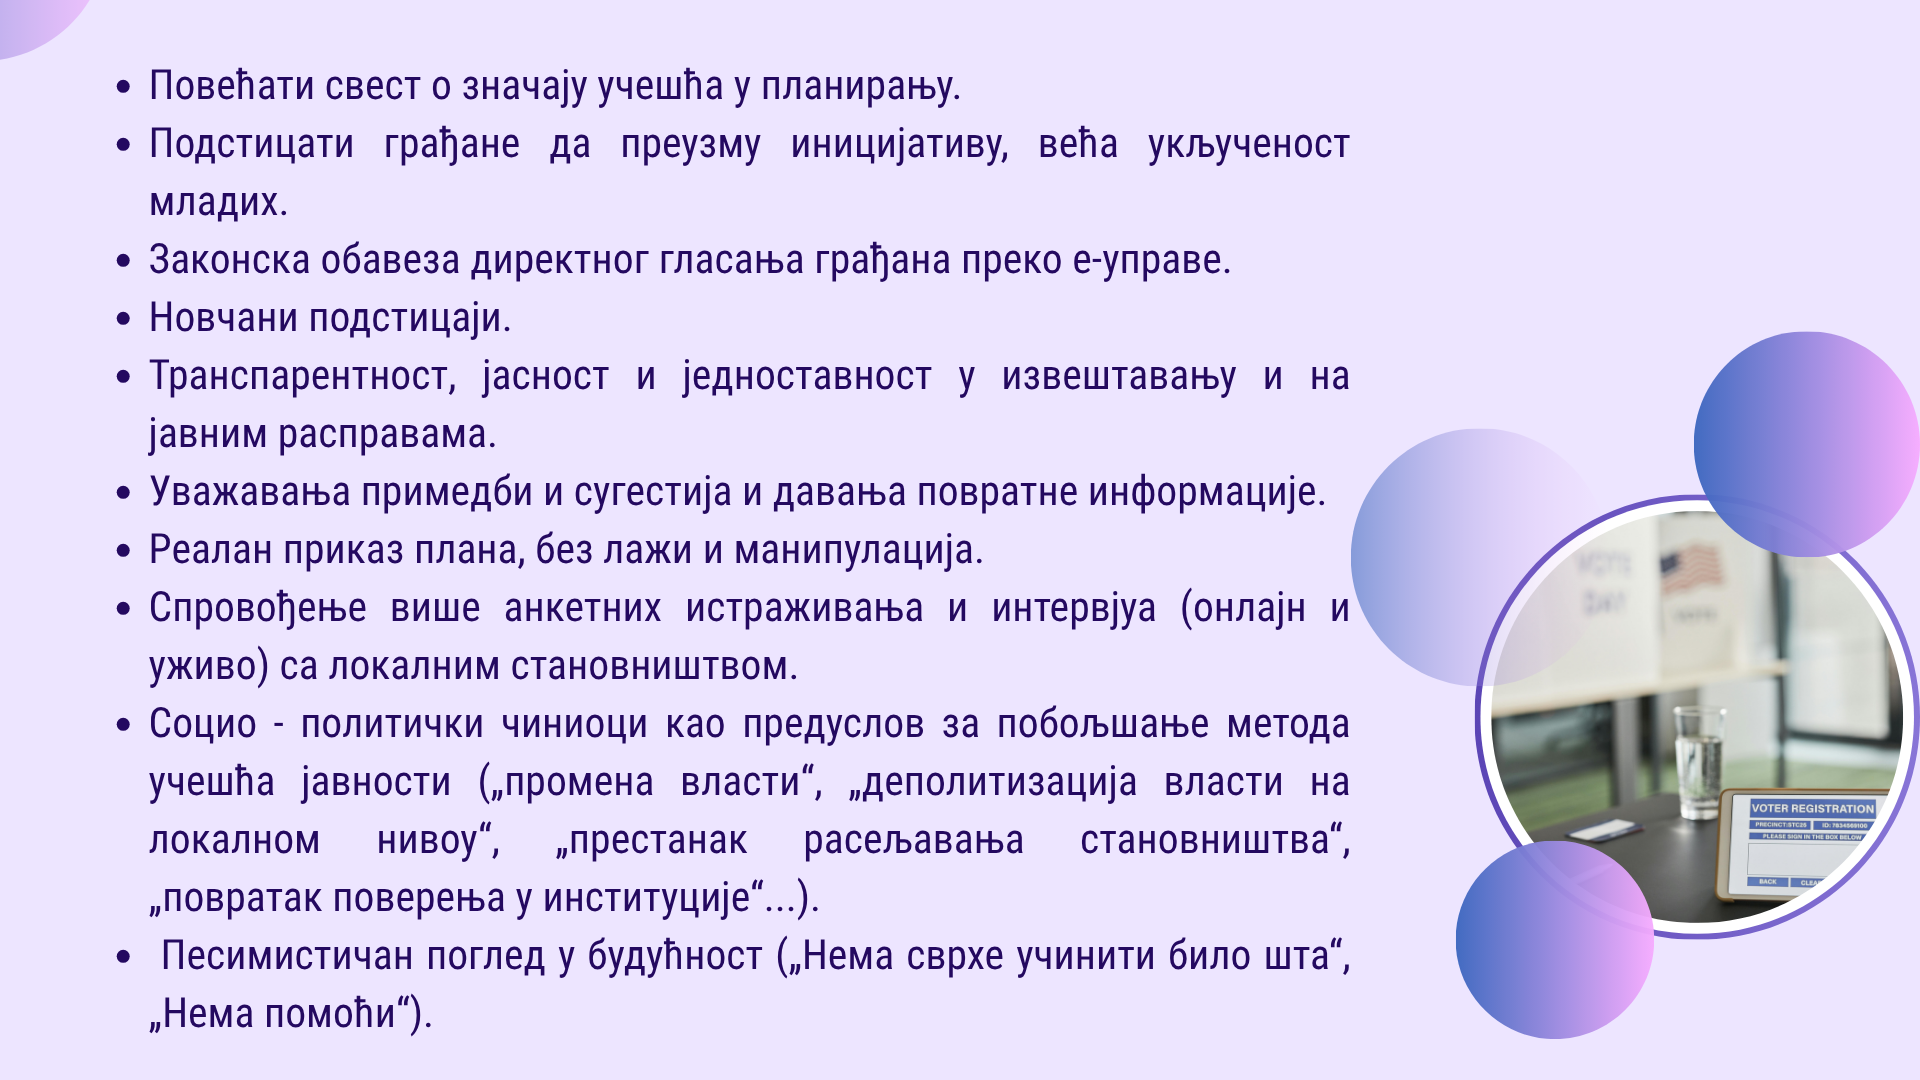 • Повећати свест о значају учешћа у планирању.
• Подстицати грађане да преузму иницијативу, већа укљученост
младих.
• Законска обавеза директног гласања грађана преко е-управе.
• Новчани подстицаји.
• Транспарентност, јасност и једноставност у извештавању и на
јавним расправама.
• Уважавања примедби и сугестија и давања повратне информације.
• Реалан приказ плана, без лажи и манипулација.
• Спровођење више анкетних истраживања и интервјуа (онлајн и
уживо) са локалним становништвом.
• Социо - политички чиниоци као предуслов за побољшање метода
учешћа јавности („промена власти“, „деполитизација власти на
локалном нивоу“, „престанак расељавања становништва“,
„повратак поверења у институције“...).
• Песимистичан поглед у будућност („Нема сврхе учинити било шта“,
„Нема помоћи“).
VOTE
DAY
VOTER REGISTRATION
PRECINCT:STC25 ID:
PLEASE SIGN IN THE BOX BELOW
BACK